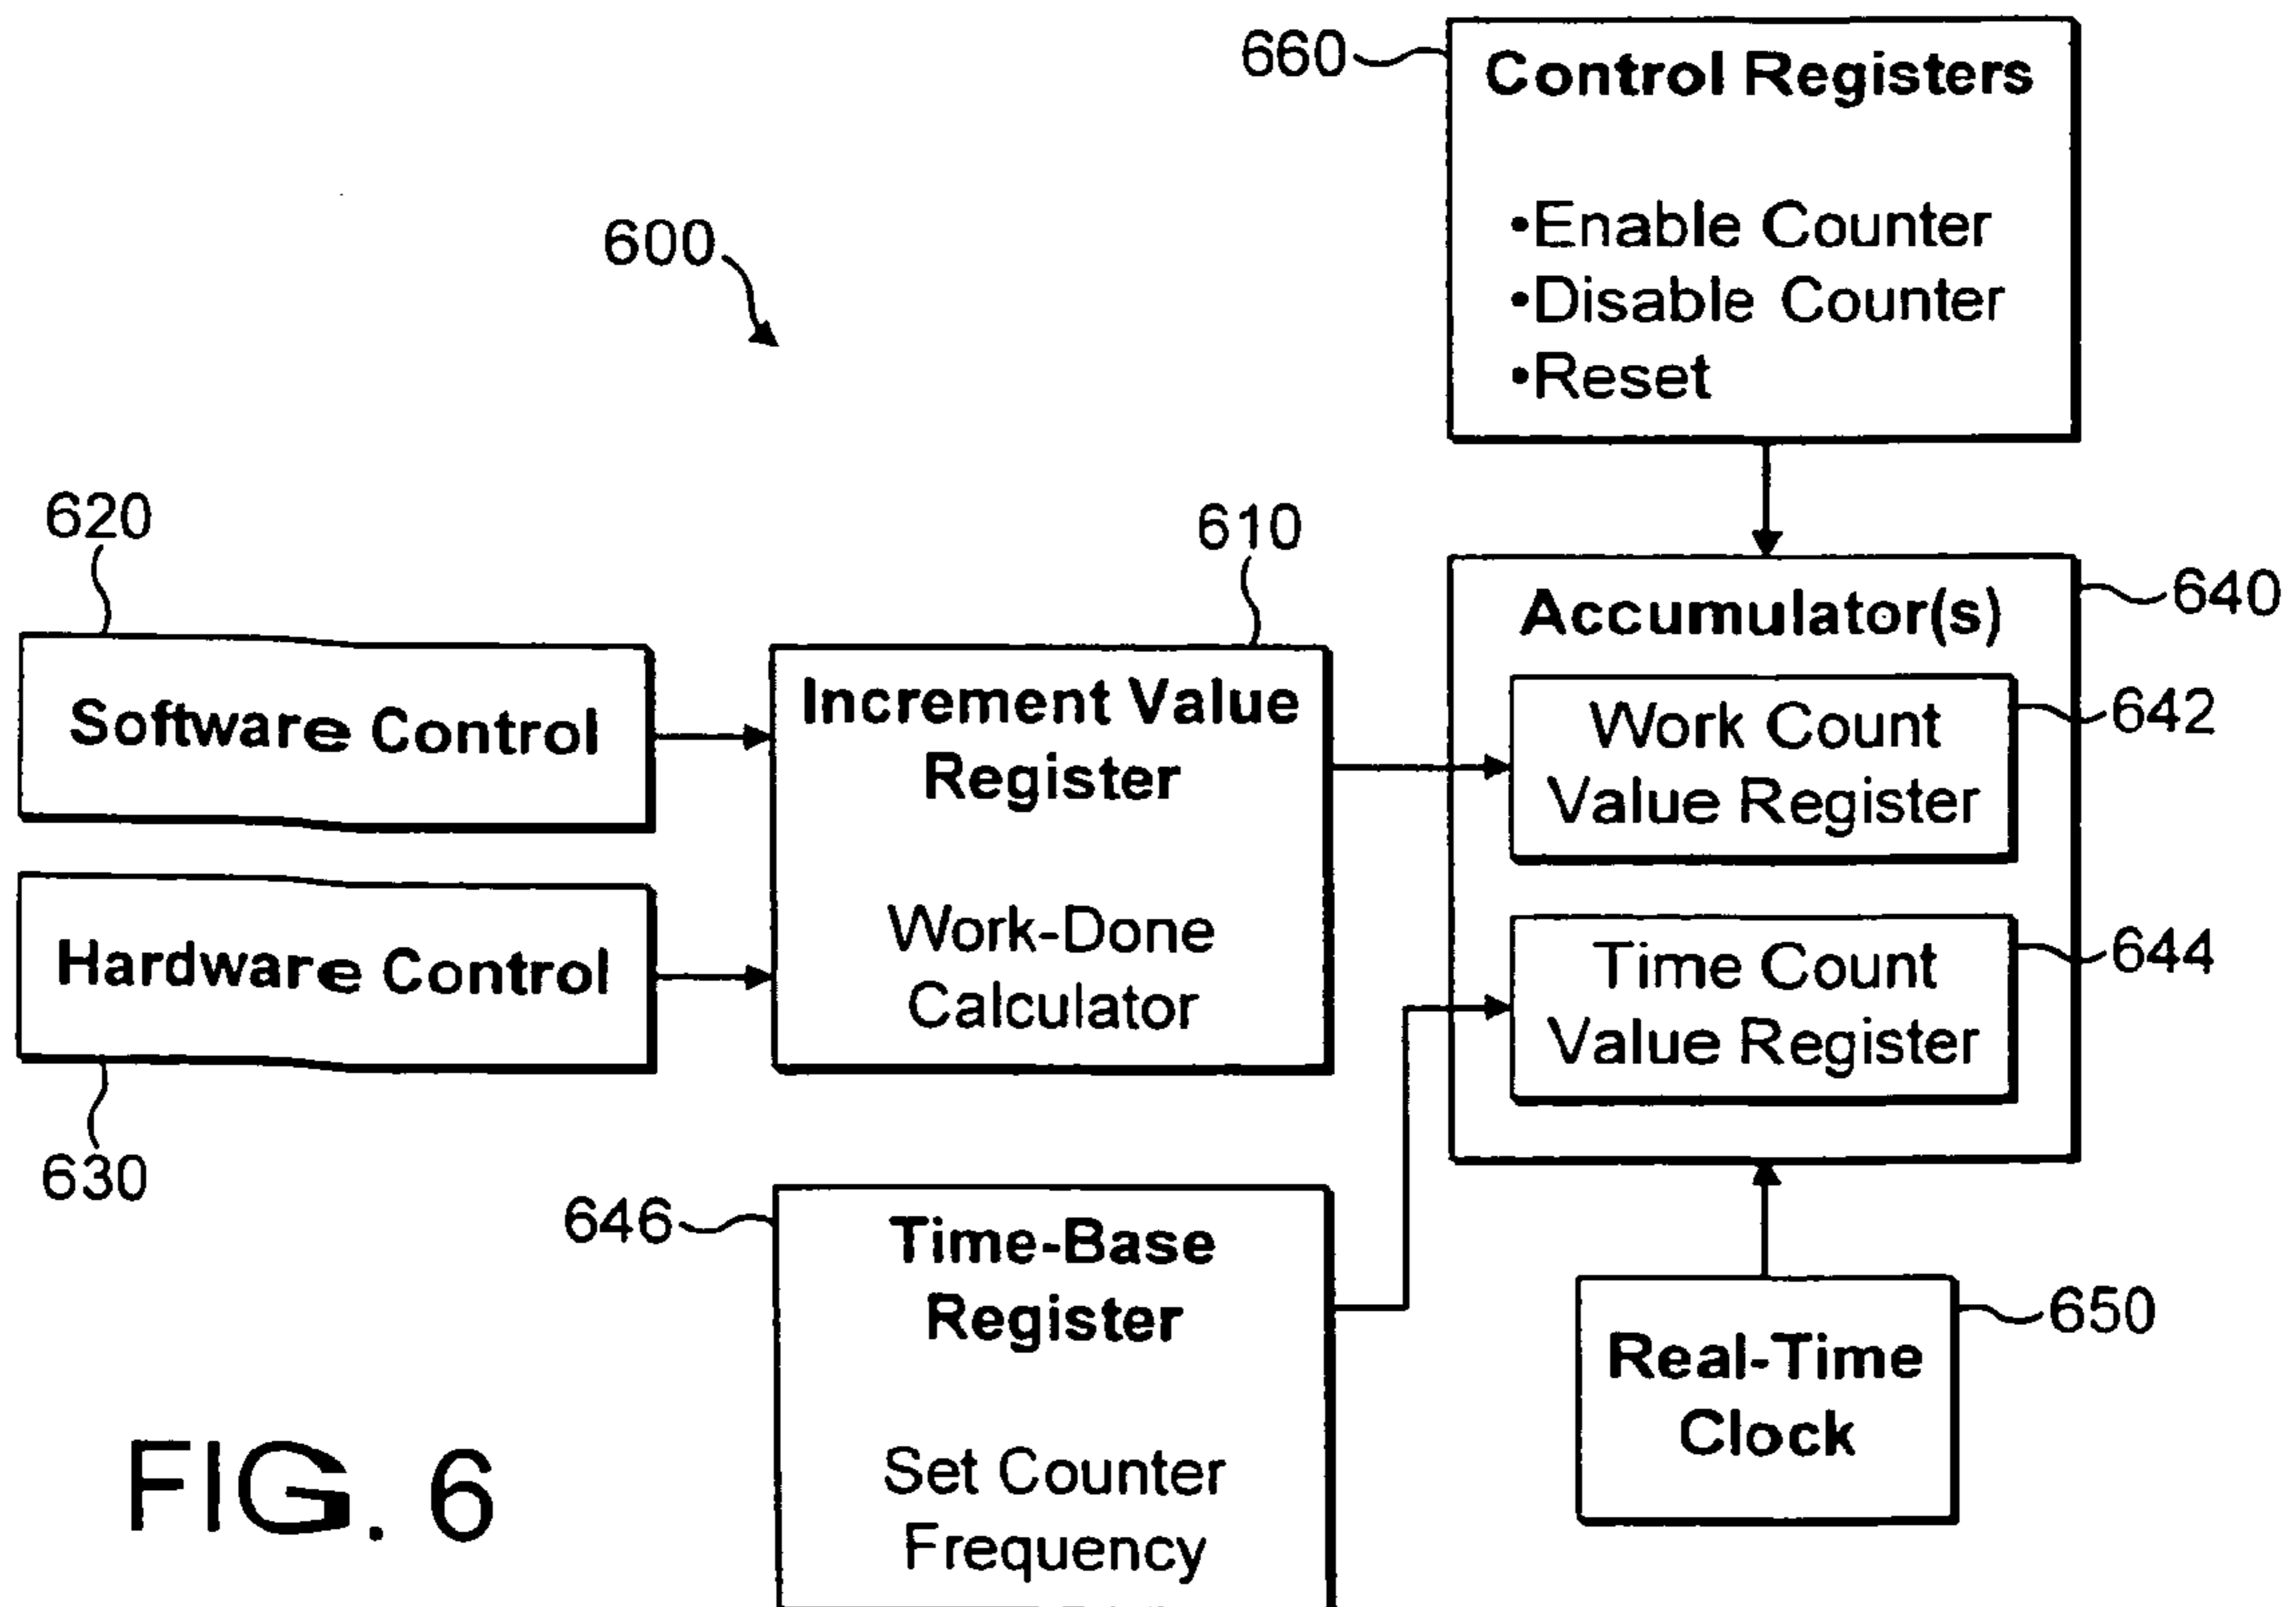 660
Control Registers
•Enable Counter
•Disable Counter
•Reset
600
620
Software Control
Hardware Control
630
610
Increment Value
Register
Work-Done
Calculator
640
Accumulator(s)
642
Work Count
Value Register
644
Time Count
Value Register
646
Time-Base
Register
Set Counter
Frequency
650
Real-Time
Clock
FIG. 6